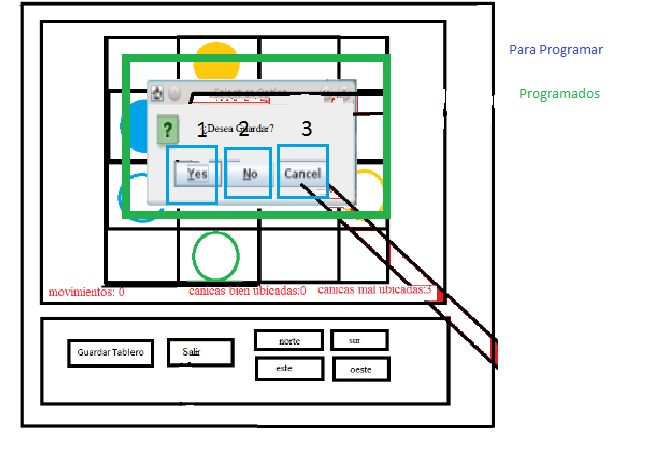 Para Programar
Programados
?
1 2 3
¿Desea Guardar?
Yes No Cancel
movimientos: 0 canicas bien ubicadas:0 canicas mal ubicadas:3
Guardar Tablero Salir norte sur
este oeste